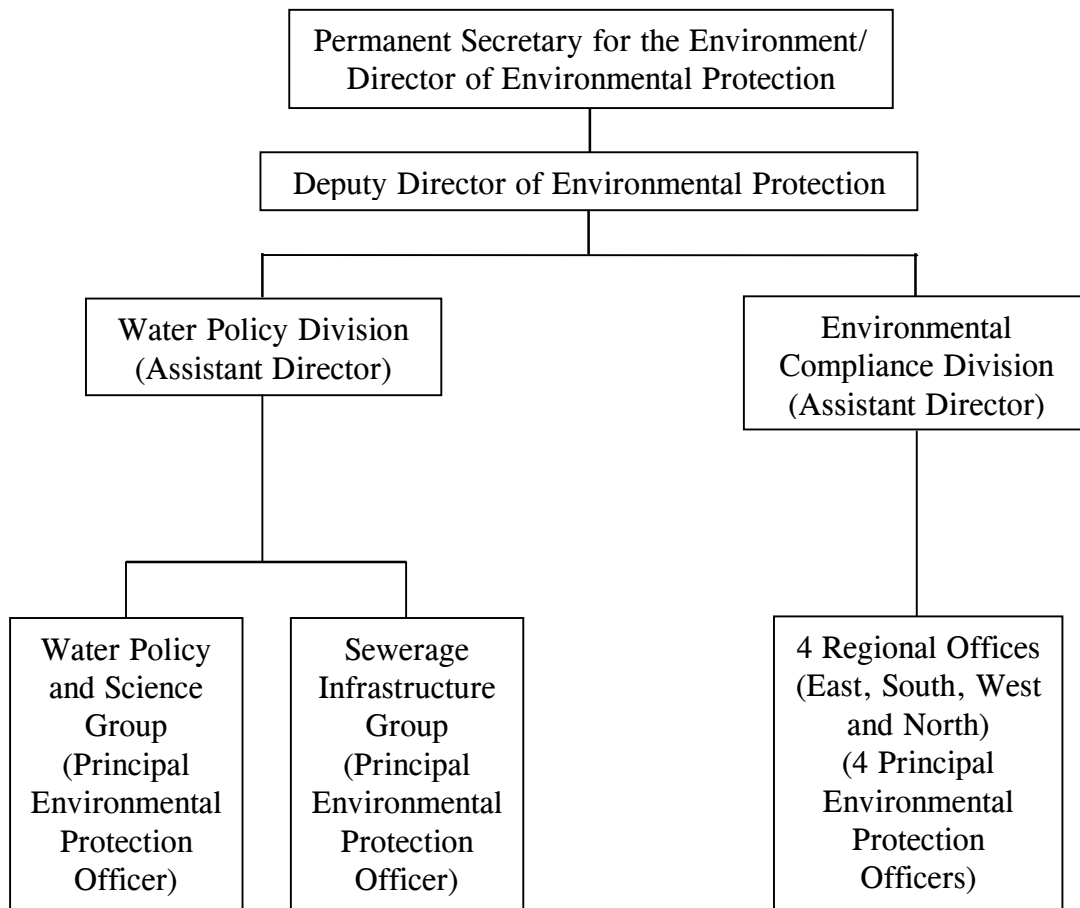 Permanent Secretary for the Environment/
Director of Environmental Protection
Deputy Director of Environmental Protection
Water Policy Division
(Assistant Director)
Environmental
Compliance Division
(Assistant Director)
Water Policy
and Science
Group
(Principal
Environmental
Protection
Officer)
Sewerage
Infrastructure
Group
(Principal
Environmental
Protection
Officer)
4 Regional Offices
(East, South, West
and North)
(4 Principal
Environmental
Protection
Officers)